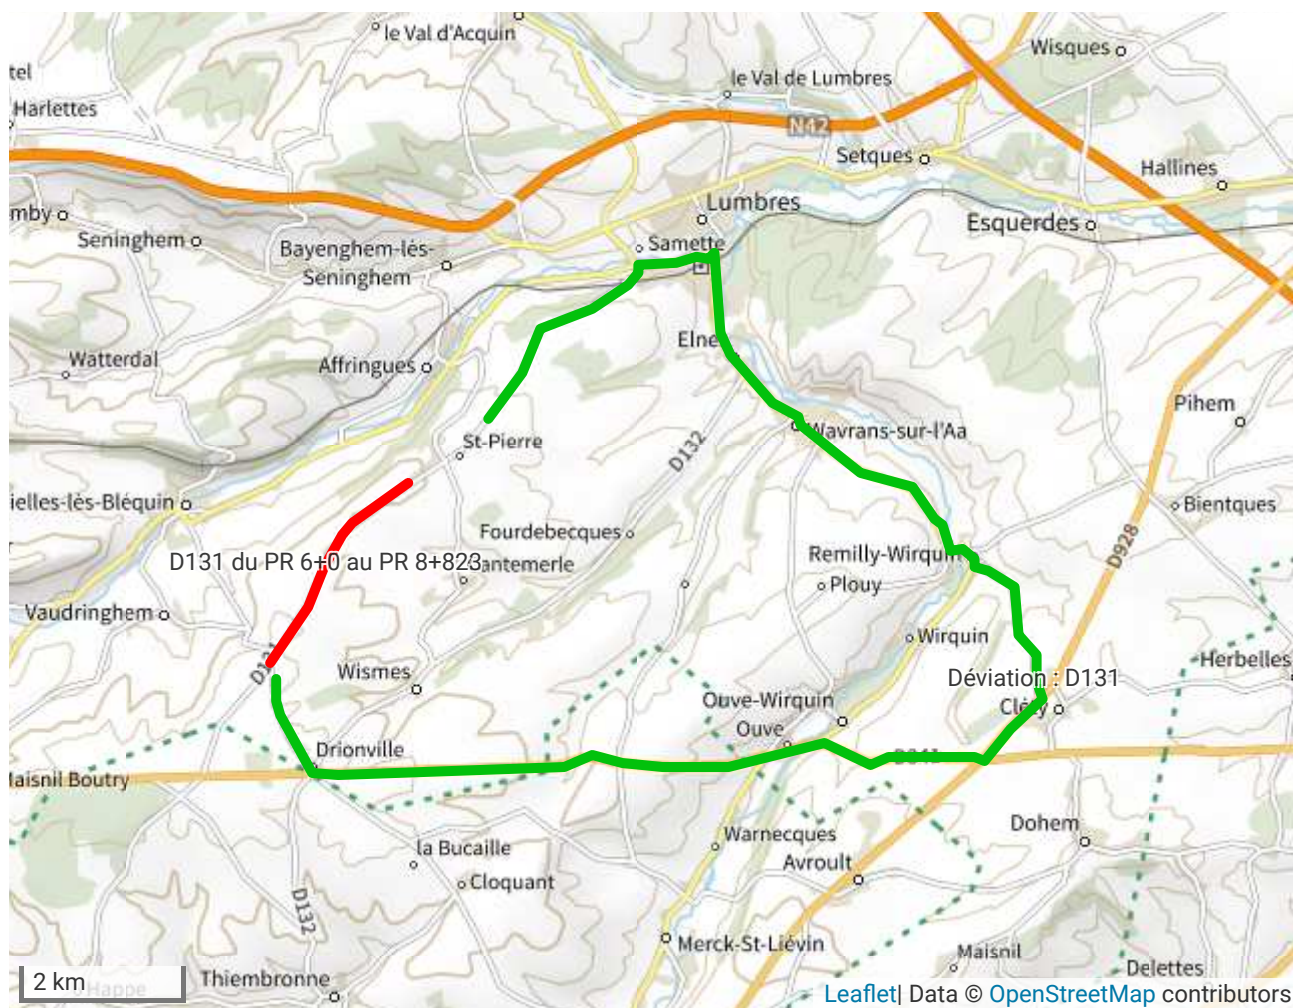 le Val d'Acquin
Wisques
tel
le Val de Lumbres
Harlettes
N42
Setques
Hallines
Lumbres
mby
Esquerdes
Seninghem
Samette
Bayenghem-lès-
Seninghem
Elne
Watterdal
Affringues
Pihem
St-Pierre
Wavrans-sur-l'Aa
D132
ielles-lès-Bléquin
Bientques
Fourdebecques
D928
Remilly-Wirquin
D131 du PR 6+0 au PR 8+823
antemerle
Plouy
Vaudringhem
Wirquin
D131
Herbelles
Wismes
Déviation : D131
Ouve-Wirquin
Cléty
Ouve
Drionville
Maisnil Boutry
Dohem
Warnecques
la Bucaille
Avroult
Cloquant
D132
Merck-St-Liévin
Maisnil
Delettes
Thiembronne
2 km
Happe
Leaflet| Data © OpenStreetMap contributors